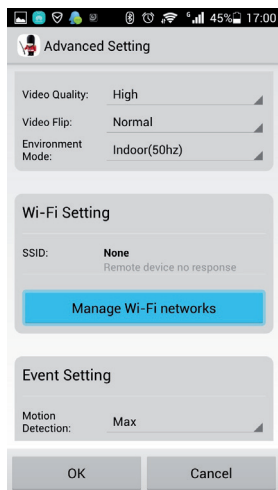 45% 17:00
Advanced Setting
Video Quality: High
Video Flip: Normal
Environment Mode: Indoor(50hz)
Wi-Fi Setting
SSID: None
Remote device no response
Manage Wi-Fi networks
Event Setting
Motion Detection: Max
OK Cancel